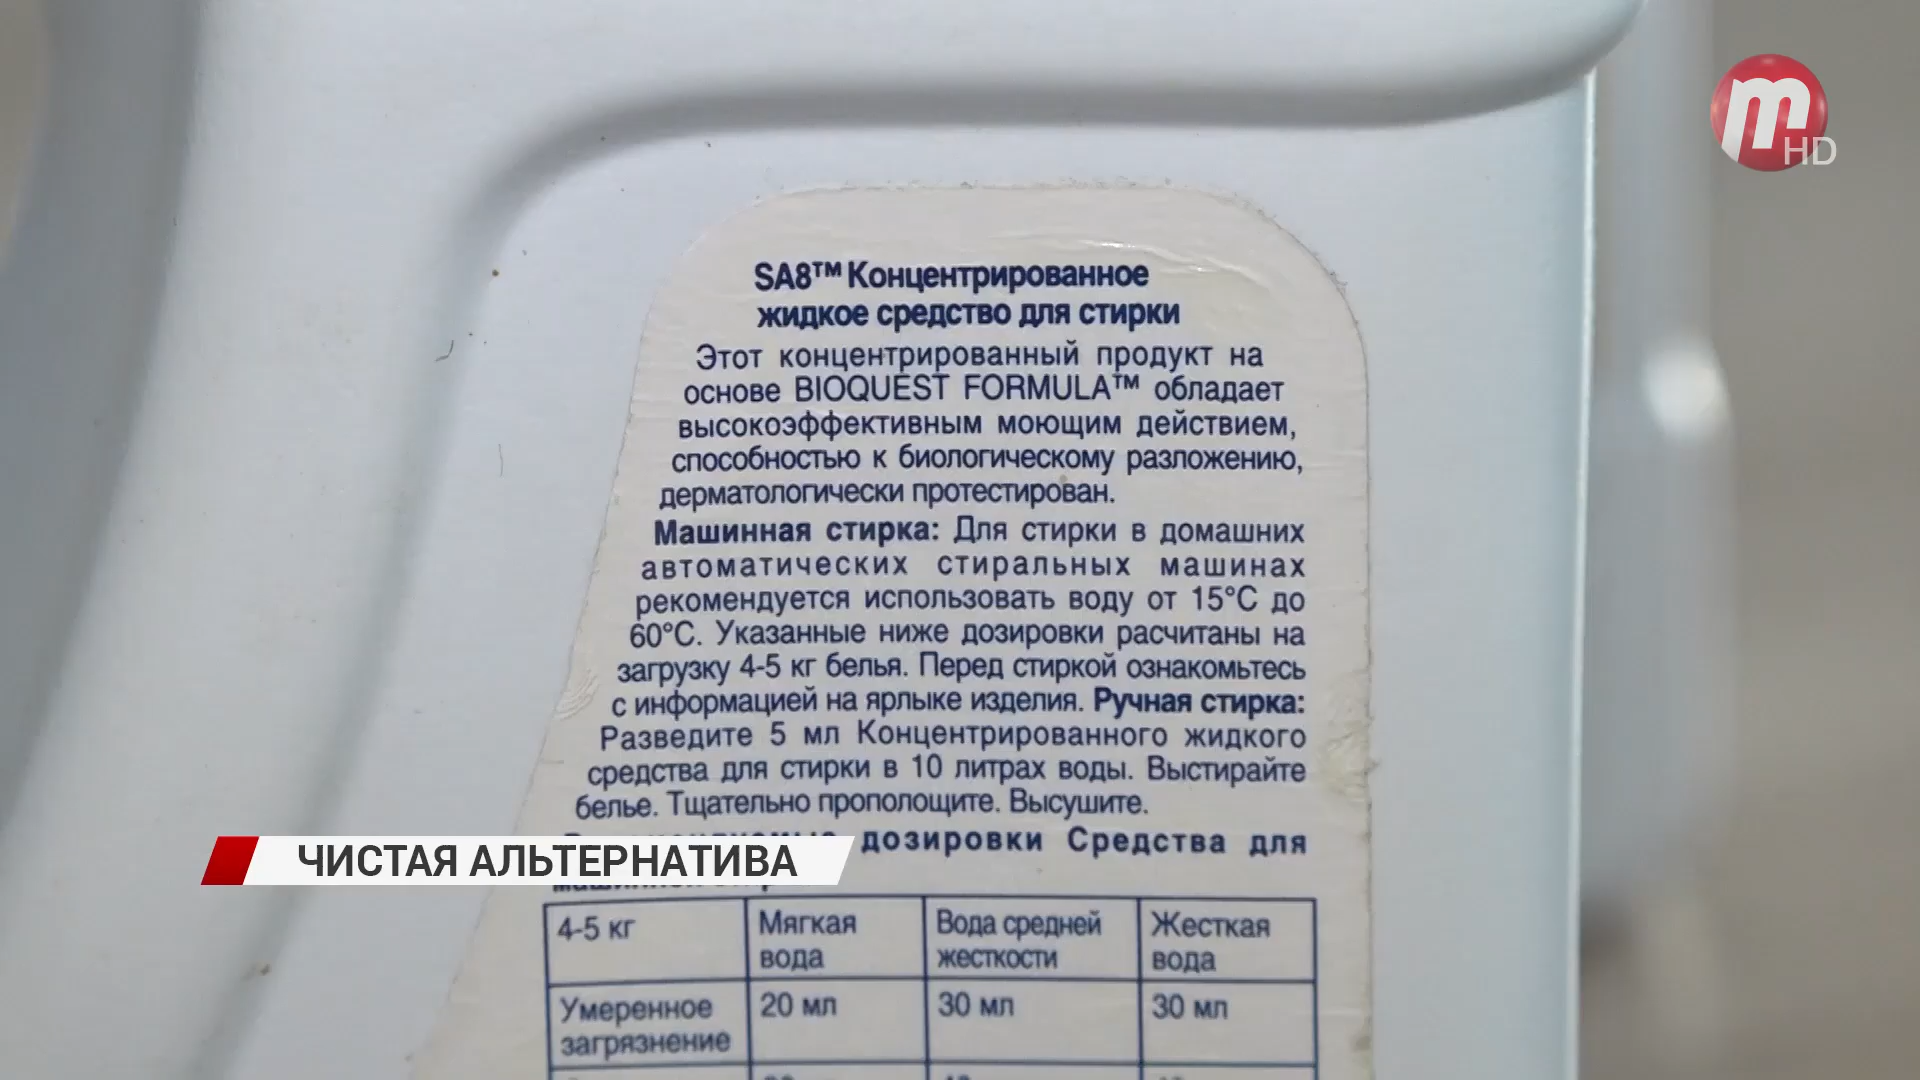 m
HD
SA8™ Концентрированное
жидкое средство для стирки
Этот концентрированный продукт на
основе BIOQUEST FORMULA™ обладает
высокоэффективным моющим действием,
способностью к биологическому разложению,
дерматологически протестирован.
Машинная стирка: Для стирки в домашних
автоматических стиральных машинах
рекомендуется использовать воду от 15°C до
60°C. Указанные ниже дозировки расчитаны на
загрузку 4-5 кг белья. Перед стиркой ознакомьтесь
с информацией на ярлыке изделия. Ручная стирка:
Разведите 5 мл Концентрированного жидкого
средства для стирки в 10 литрах воды. Выстирайте
белье. Тщательно прополощите. Высушите.
дозировки Средства для
ЧИСТАЯ АЛЬТЕРНАТИВА
4-5 кг Мягкая вода Вода средней жесткости Жесткая вода
Умеренное загрязнение 20 мл 30 мл 30 мл